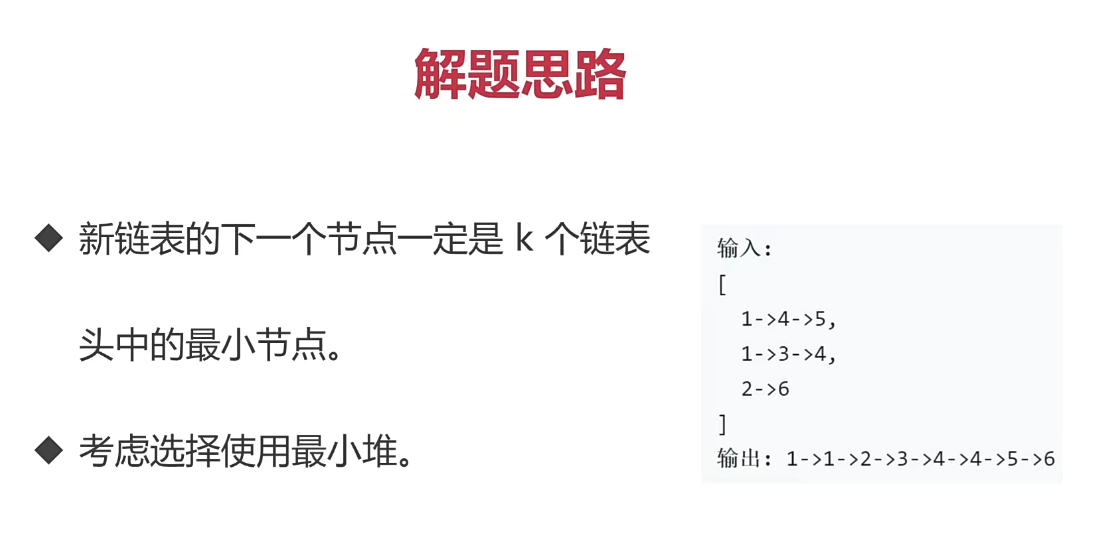 解题思路
◆ 新链表的下一个节点一定是 k 个链表
头中的最小节点。
◆ 考虑选择使用最小堆。
输入:
[
  1->4->5,
  1->3->4,
  2->6
]
输出: 1->1->2->3->4->4->5->6